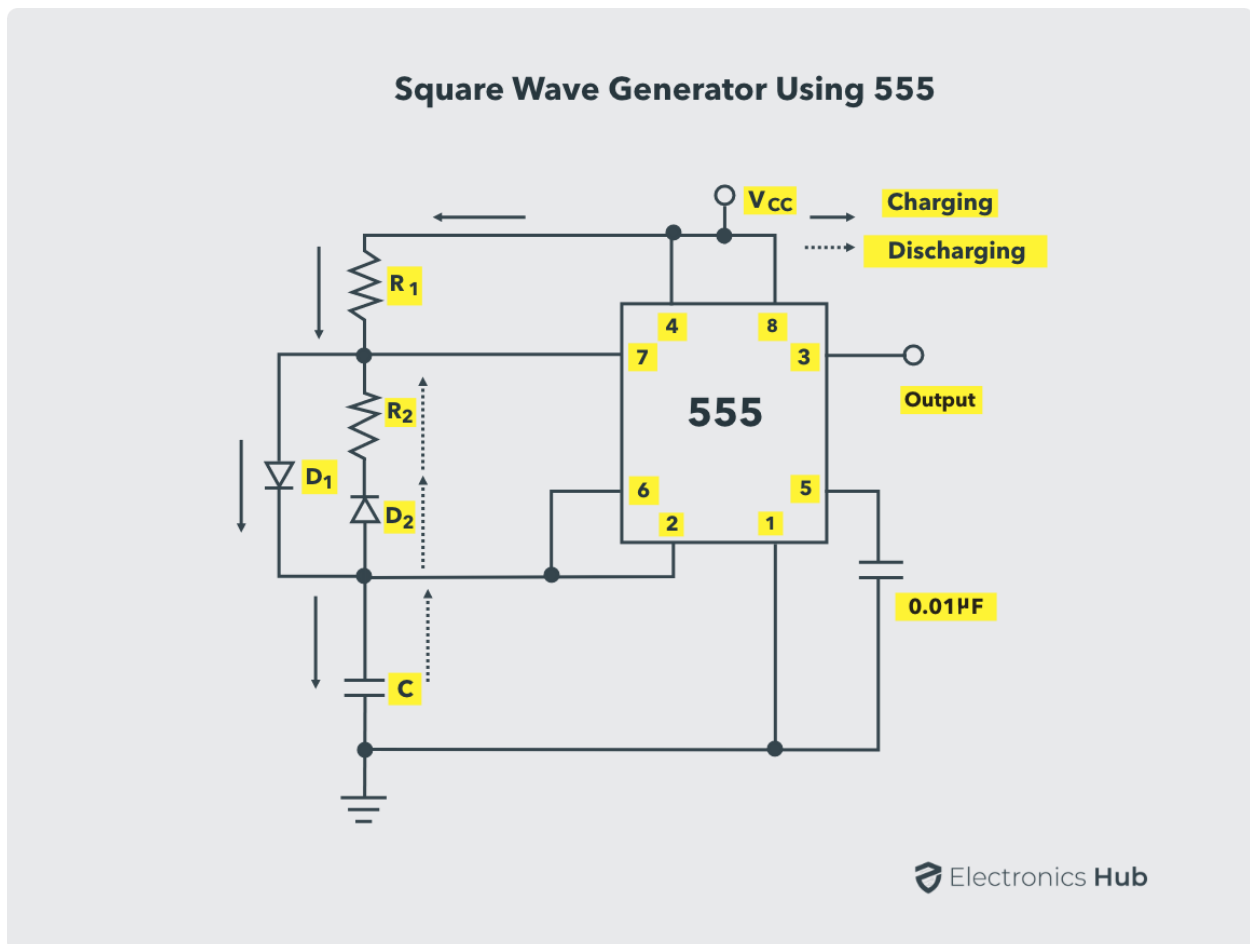 Square Wave Generator Using 555
VCC
Charging
Discharging
R1
4
8
7
3
R2
555
Output
D1
6
5
D2
2
1
0.01µF
C
Electronics Hub